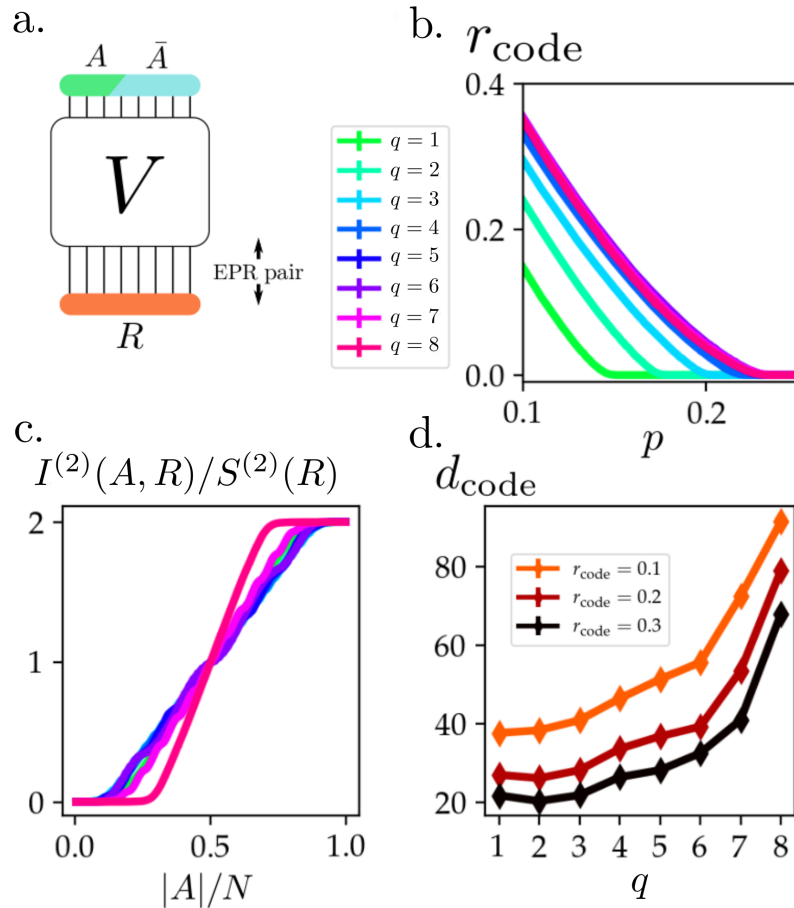 a.
A Ā
V
EPR pair
R
q = 1
q = 2
q = 3
q = 4
q = 5
q = 6
q = 7
q = 8
b.
r_code
0.4
0.2
0.0
0.1 0.2
p
c.
I^(2)(A, R)/S^(2)(R)
2
1
0
0.0 0.5 1.0
|A|/N
d.
d_code
80
60
40
20
r_code = 0.1
r_code = 0.2
r_code = 0.3
1 2 3 4 5 6 7 8
q